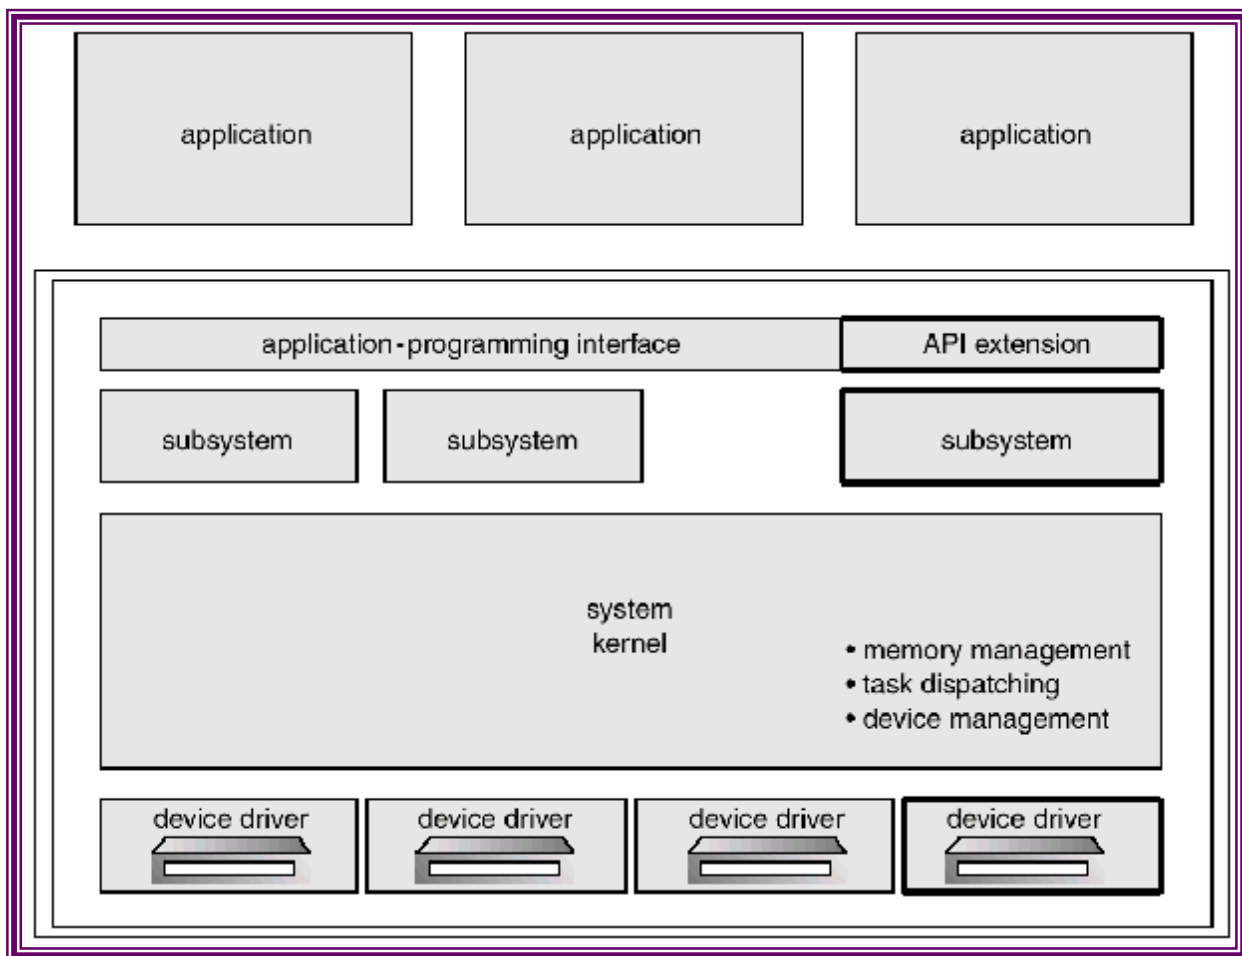 application
application
application
application-programming interface
API extension
subsystem
subsystem
subsystem
system
kernel
• memory management
• task dispatching
• device management
device driver
device driver
device driver
device driver